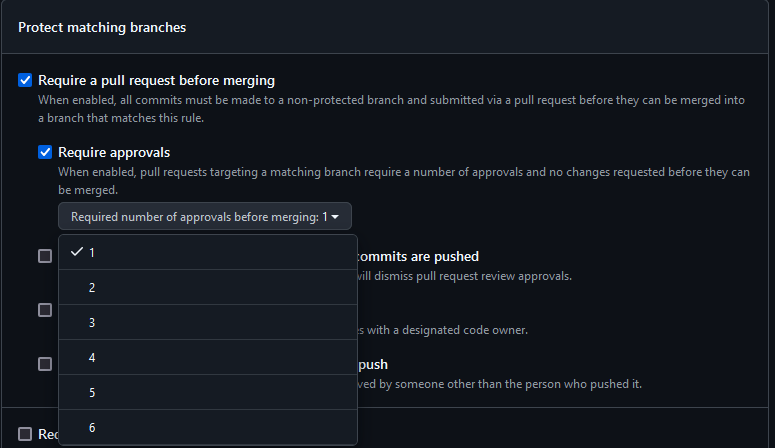 Protect matching branches
Require a pull request before merging
When enabled, all commits must be made to a non-protected branch and submitted via a pull request before they can be merged into
a branch that matches this rule.
Require approvals
When enabled, pull requests targeting a matching branch require a number of approvals and no changes requested before they can
be merged.
Required number of approvals before merging: 1
1
commits are pushed
will dismiss pull request review approvals.
2
3
with a designated code owner.
4
push
by someone other than the person who pushed it.
5
6